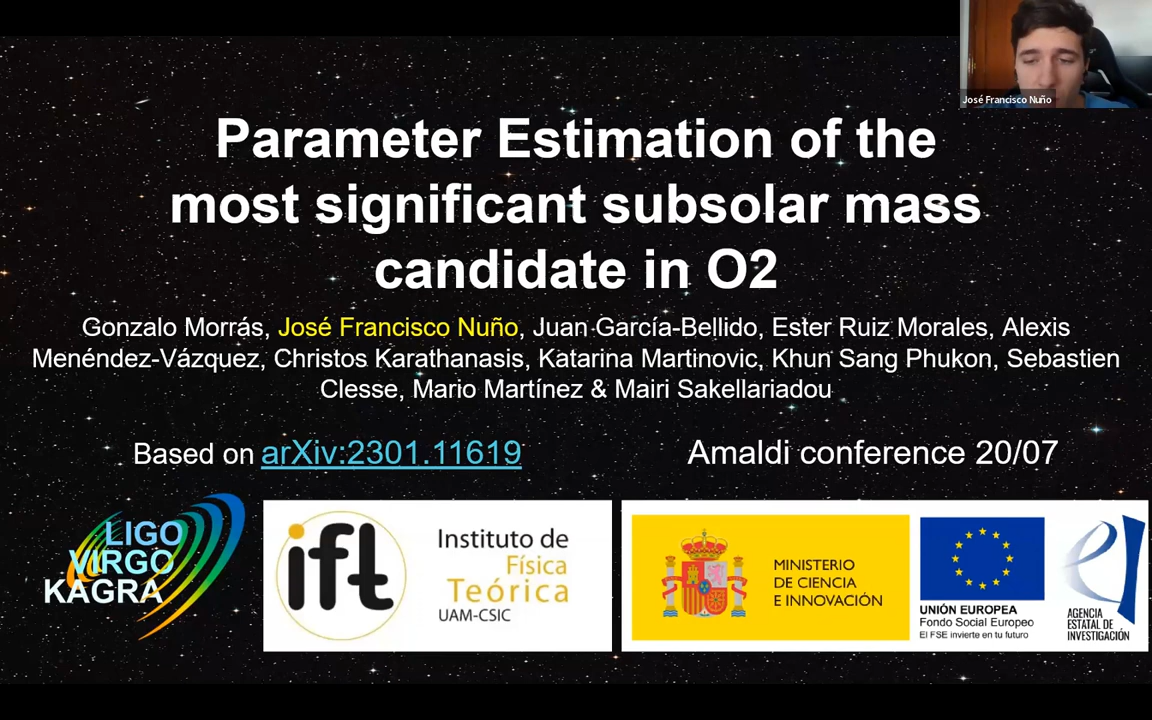 José Francisco Nuño
Parameter Estimation of the
most significant subsolar mass
candidate in O2
Gonzalo Morrás, José Francisco Nuño, Juan García-Bellido, Ester Ruiz Morales, Alexis
Menéndez-Vázquez, Christos Karathanasis, Katarina Martinovic, Khun Sang Phukon, Sebastien
Clesse, Mario Martínez & Mairi Sakellariadou
Based on arXiv:2301.11619
Amaldi conference 20/07
LIGO
VIRGO
KAGRA
ift
Instituto de
Física
Teórica
UAM-CSIC
MINISTERIO
DE CIENCIA
E INNOVACIÓN
UNIÓN EUROPEA
Fondo Social Europeo
El FSE invierte en tu futuro
AGENCIA
ESTATAL DE
INVESTIGACIÓN